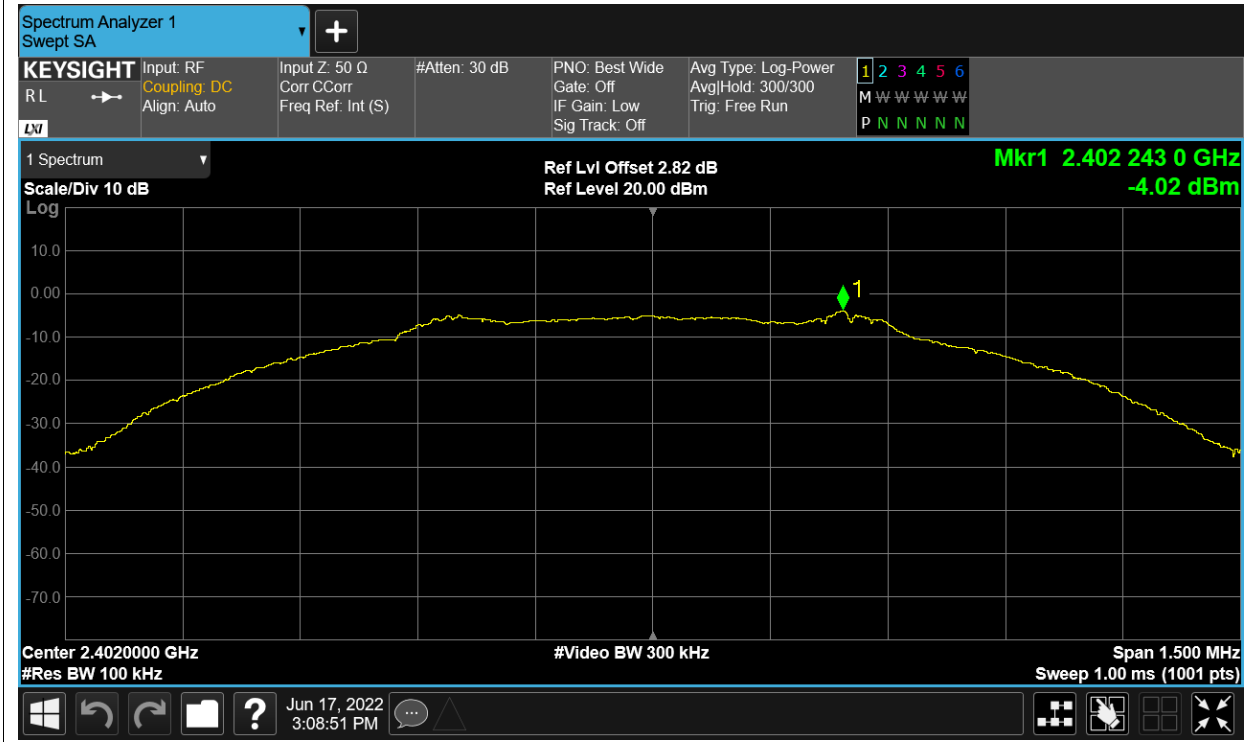 Spectrum Analyzer 1
Swept SA
+
KEYSIGHT Input: RF Input Z: 50 Ω #Atten: 30 dB PNO: Best Wide Avg Type: Log-Power 1 2 3 4 5 6
R L Coupling: DC Corr CCorr Gate: Off Avg|Hold: 300/300 M W W W W W
Align: Auto Freq Ref: Int (S) IF Gain: Low Trig: Free Run
LXI Sig Track: Off P N N N N N
1 Spectrum
Ref Lvl Offset 2.82 dB Mkr1 2.402 243 0 GHz
Scale/Div 10 dB Ref Level 20.00 dBm -4.02 dBm
Log
10.0
0.00
1
-10.0
-20.0
-30.0
-40.0
-50.0
-60.0
-70.0
Center 2.4020000 GHz #Video BW 300 kHz Span 1.500 MHz
#Res BW 100 kHz Sweep 1.00 ms (1001 pts)
? Jun 17, 2022
3:08:51 PM